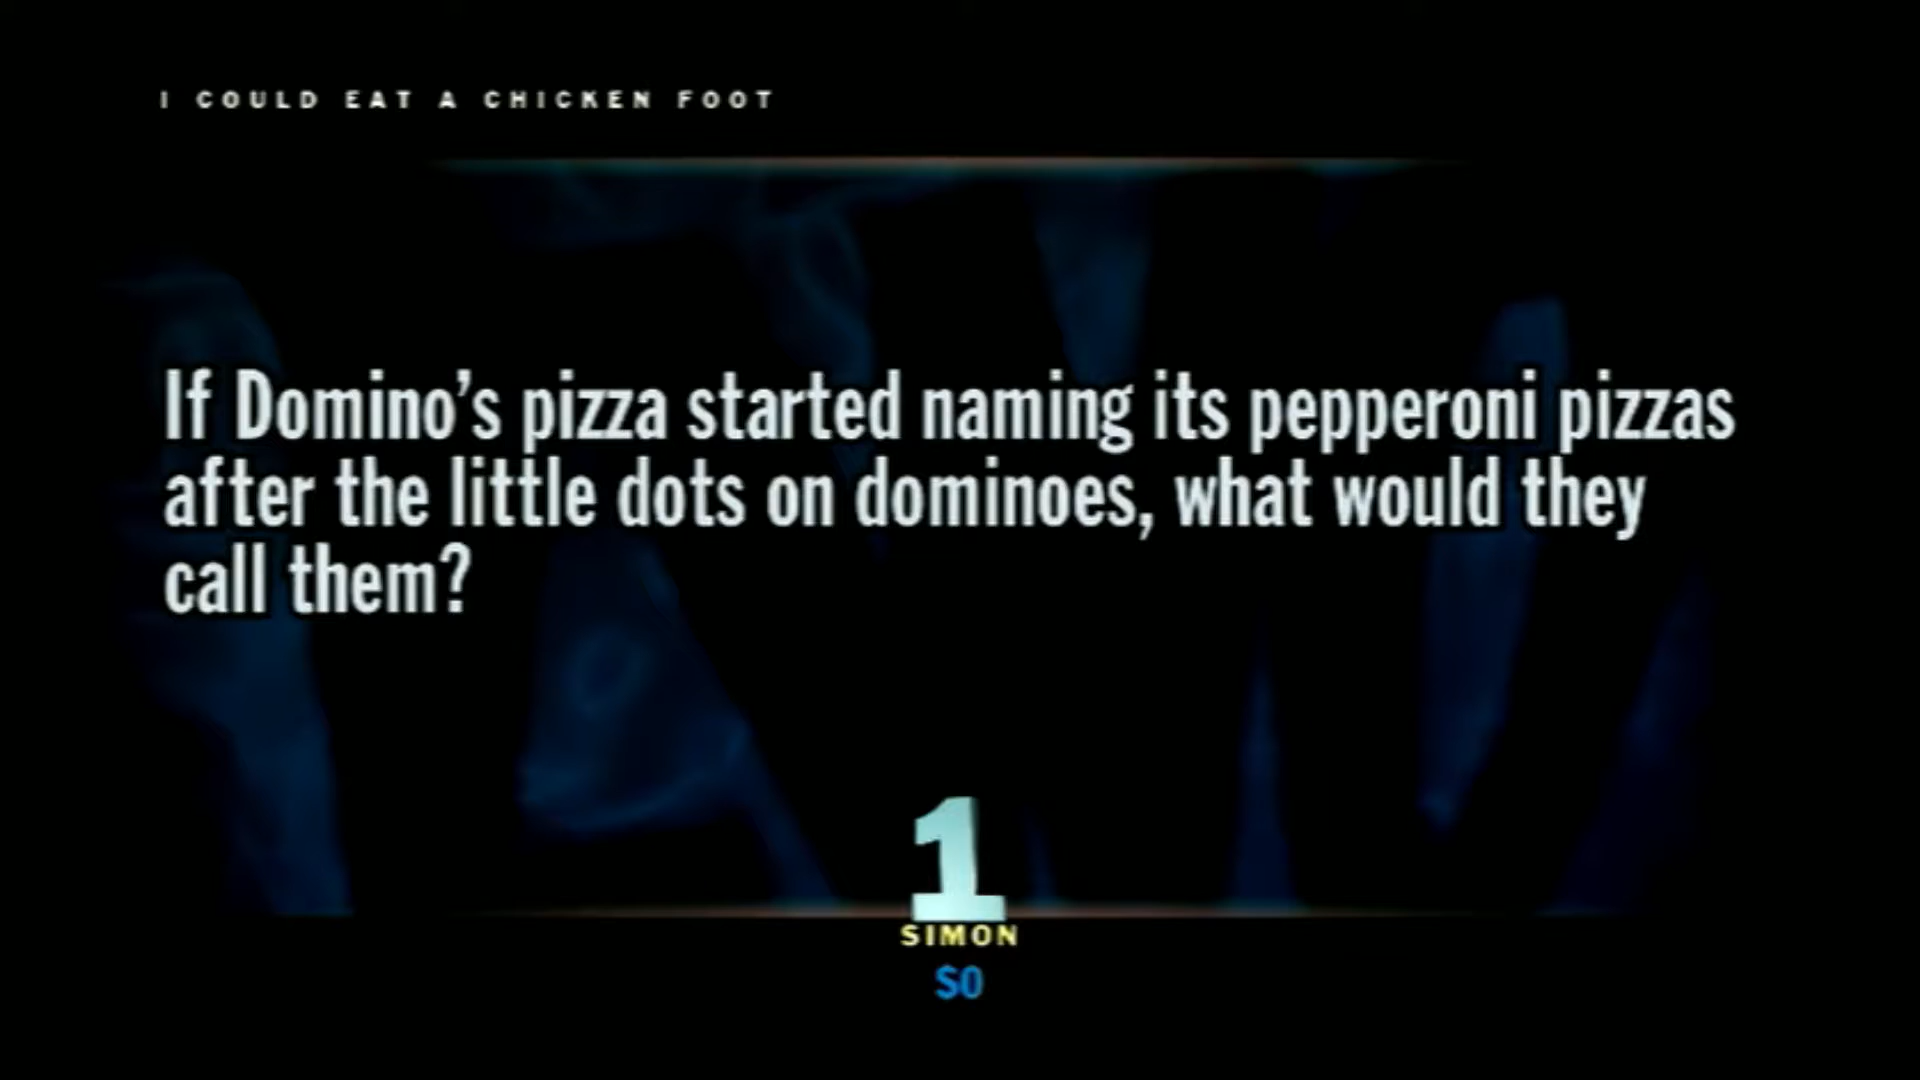 I COULD EAT A CHICKEN FOOT
If Domino’s pizza started naming its pepperoni pizzas
after the little dots on dominoes, what would they
call them?
1
SIMON
$0